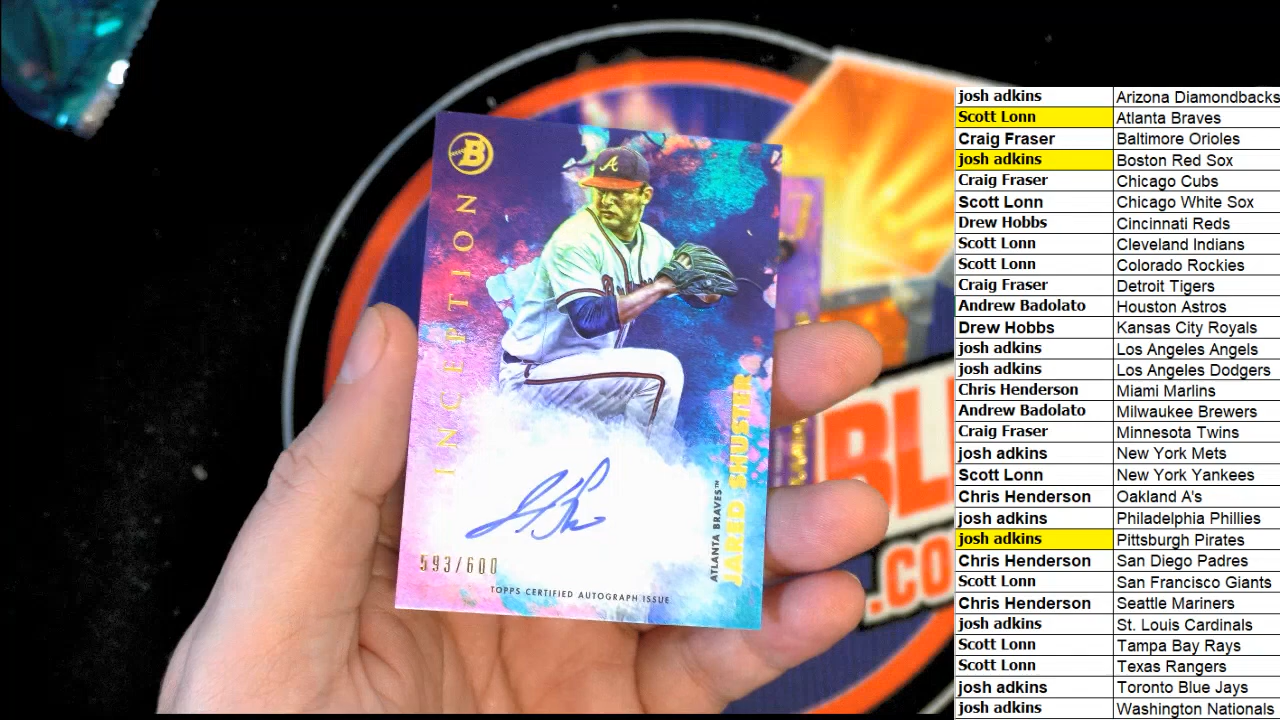 B
INCEPTION
A
JARED SHUSTER
ATLANTA BRAVES™
593/600
TOPPS CERTIFIED AUTOGRAPH ISSUE
BL
.CO
josh adkins Arizona Diamondbacks
Scott Lonn Atlanta Braves
Craig Fraser Baltimore Orioles
josh adkins Boston Red Sox
Craig Fraser Chicago Cubs
Scott Lonn Chicago White Sox
Drew Hobbs Cincinnati Reds
Scott Lonn Cleveland Indians
Scott Lonn Colorado Rockies
Craig Fraser Detroit Tigers
Andrew Badolato Houston Astros
Drew Hobbs Kansas City Royals
josh adkins Los Angeles Angels
josh adkins Los Angeles Dodgers
Chris Henderson Miami Marlins
Andrew Badolato Milwaukee Brewers
Craig Fraser Minnesota Twins
josh adkins New York Mets
Scott Lonn New York Yankees
Chris Henderson Oakland A's
josh adkins Philadelphia Phillies
josh adkins Pittsburgh Pirates
Chris Henderson San Diego Padres
Scott Lonn San Francisco Giants
Chris Henderson Seattle Mariners
josh adkins St. Louis Cardinals
Scott Lonn Tampa Bay Rays
Scott Lonn Texas Rangers
josh adkins Toronto Blue Jays
josh adkins Washington Nationals